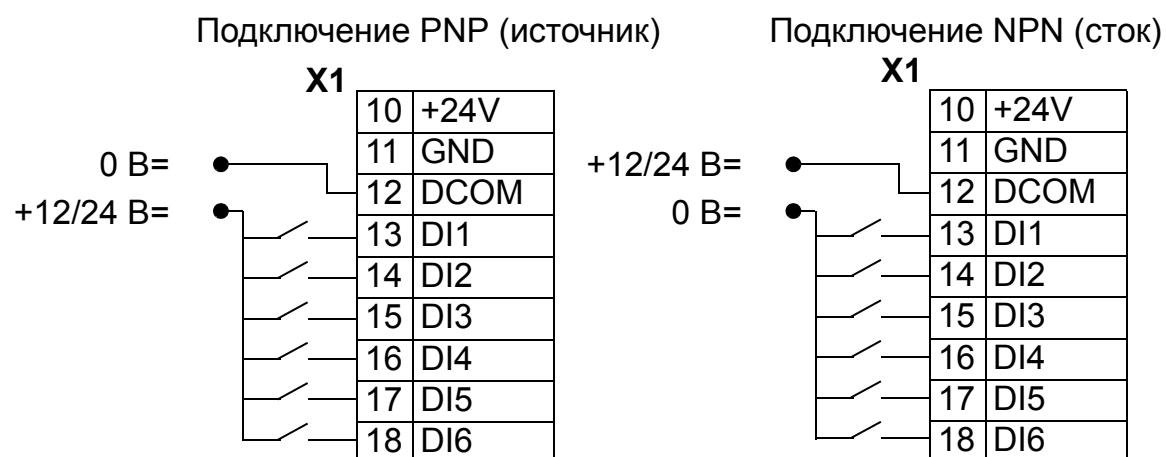 Подключение PNP (источник)
X1
10 +24V
11 GND
0 В=
12 DCOM
+12/24 В=
13 DI1
14 DI2
15 DI3
16 DI4
17 DI5
18 DI6
Подключение NPN (сток)
X1
10 +24V
11 GND
+12/24 В=
12 DCOM
0 В=
13 DI1
14 DI2
15 DI3
16 DI4
17 DI5
18 DI6